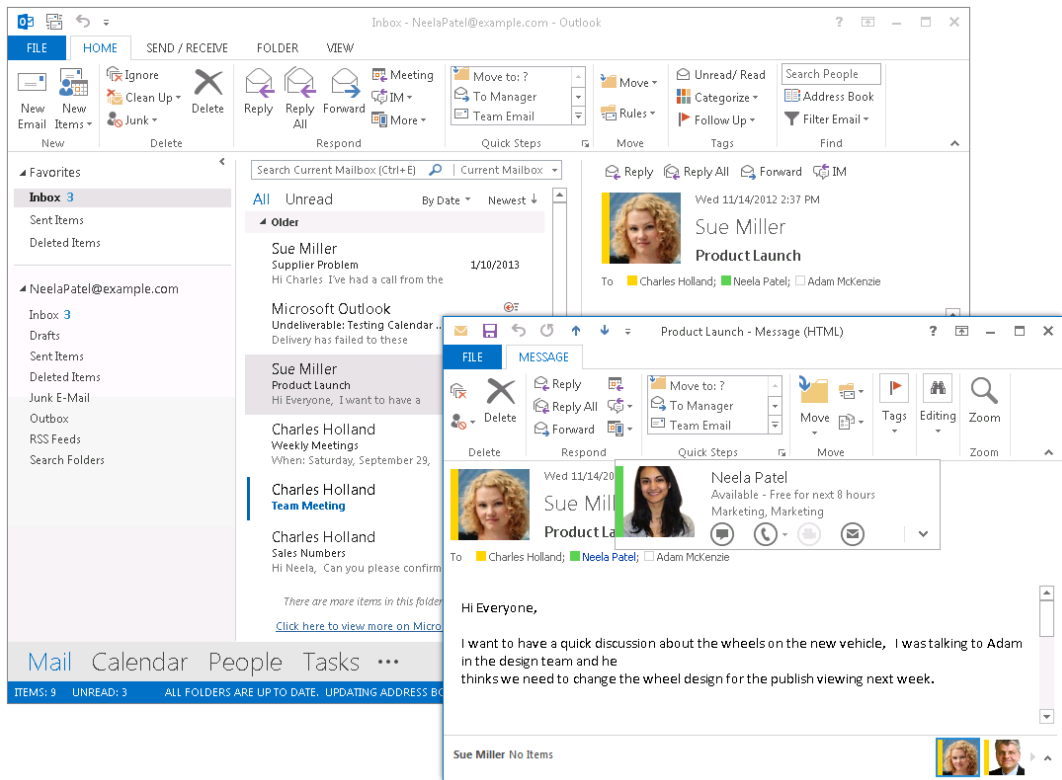 Inbox - NeelaPatel@example.com - Outlook
FILE HOME SEND / RECEIVE FOLDER VIEW
New Email
New Items
Ignore
Clean Up
Junk
Delete
Reply
Reply All
Forward
Meeting
IM
More
Move to: ?
To Manager
Team Email
Move
Rules
Unread/ Read
Categorize
Follow Up
Search People
Address Book
Filter Email
New Delete Respond Quick Steps Move Tags Find
Favorites
Inbox 3
Sent Items
Deleted Items
NeelaPatel@example.com
Inbox 3
Drafts
Sent Items
Deleted Items
Junk E-Mail
Outbox
RSS Feeds
Search Folders
Search Current Mailbox (Ctrl+E) Current Mailbox
All Unread By Date Newest
Older
Sue Miller
Supplier Problem 1/10/2013
Hi Charles I've had a call from the
Microsoft Outlook
Undeliverable: Testing Calendar ..
Delivery has failed to these
Sue Miller
Product Launch
Hi Everyone, I want to have a
Charles Holland
Weekly Meetings
When: Saturday, September 29,
Charles Holland
Team Meeting
Charles Holland
Sales Numbers
Hi Neela, Can you please confirm
There are more items in this folder
Click here to view more on Micro
Reply Reply All Forward IM
Wed 11/14/2012 2:37 PM
Sue Miller
Product Launch
To Charles Holland; Neela Patel; Adam McKenzie
Mail Calendar People Tasks ...
ITEMS: 9 UNREAD: 3 ALL FOLDERS ARE UP TO DATE. UPDATING ADDRESS BO
Product Launch - Message (HTML)
FILE MESSAGE
Delete
Reply
Reply All
Forward
Move to: ?
To Manager
Team Email
Move
Tags
Editing
Zoom
Delete Respond Quick Steps Move Zoom
Wed 11/14/20
Sue Mil
Product La
Neela Patel
Available - Free for next 8 hours
Marketing, Marketing
To Charles Holland; Neela Patel; Adam McKenzie
Hi Everyone,
I want to have a quick discussion about the wheels on the new vehicle, I was talking to Adam
in the design team and he
thinks we need to change the wheel design for the publish viewing next week.
Sue Miller No Items